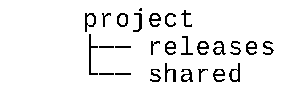 project
├── releases
└── shared